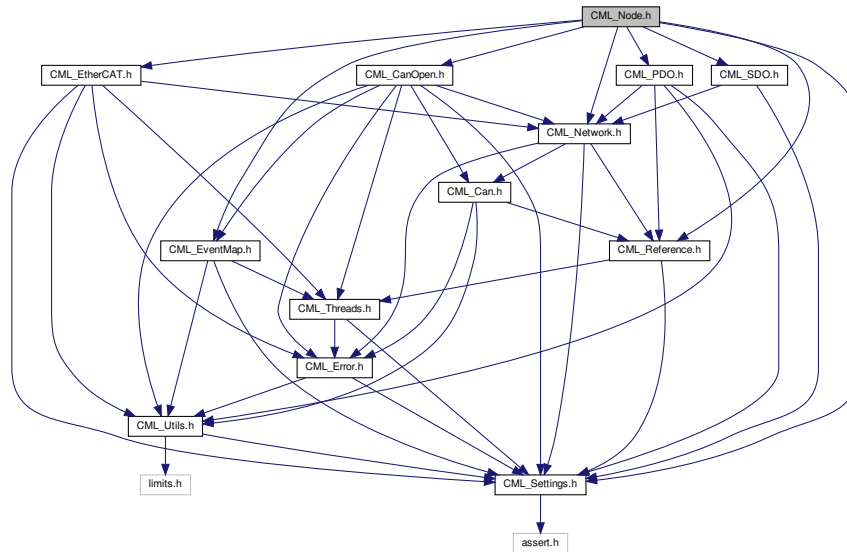 CML_Node.h
CML_EtherCAT.h
CML_CanOpen.h
CML_PDO.h
CML_SDO.h
CML_Network.h
CML_Can.h
CML_EventMap.h
CML_Reference.h
CML_Threads.h
CML_Error.h
CML_Utils.h
limits.h
CML_Settings.h
assert.h